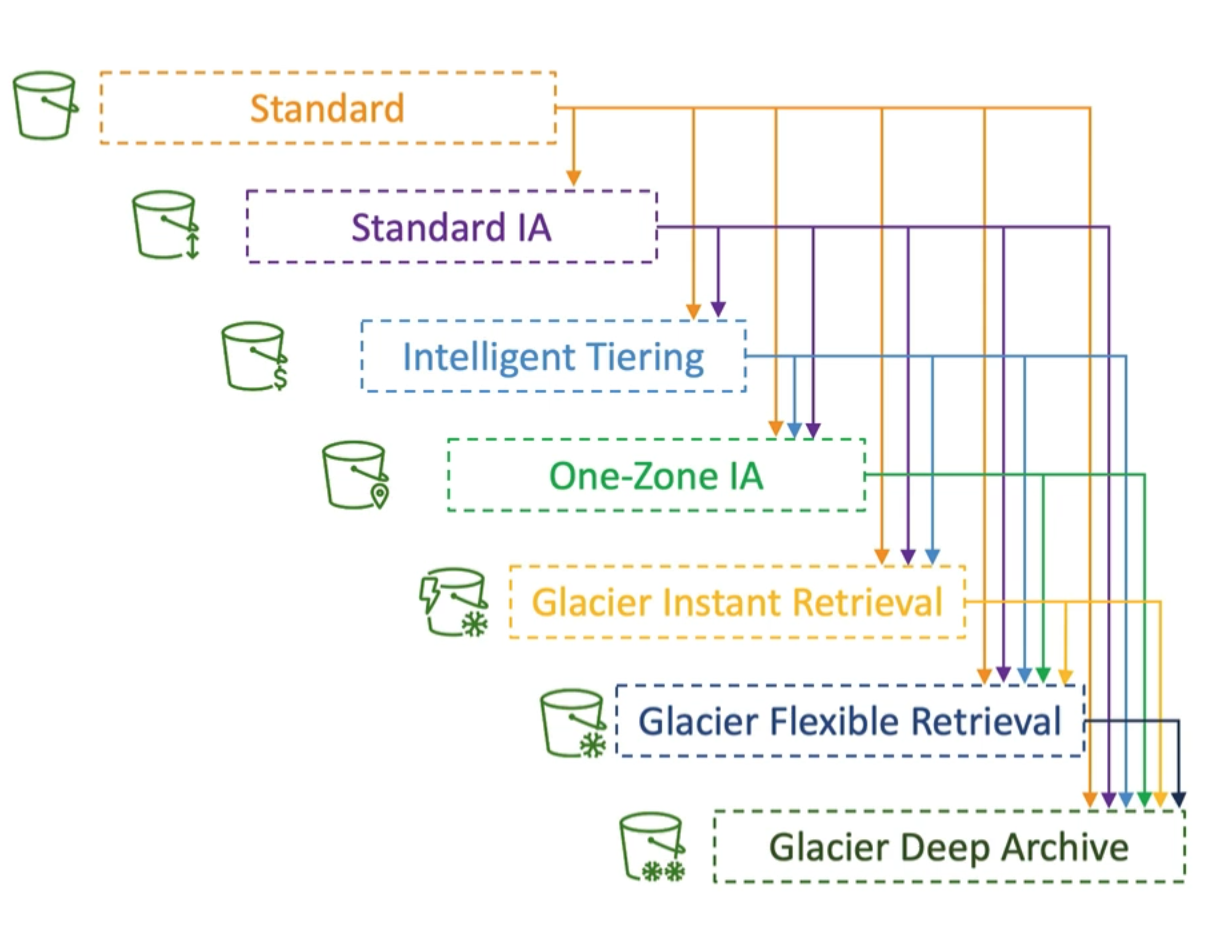 Standard
Standard IA
Intelligent Tiering
$
One-Zone IA
Glacier Instant Retrieval
Glacier Flexible Retrieval
Glacier Deep Archive